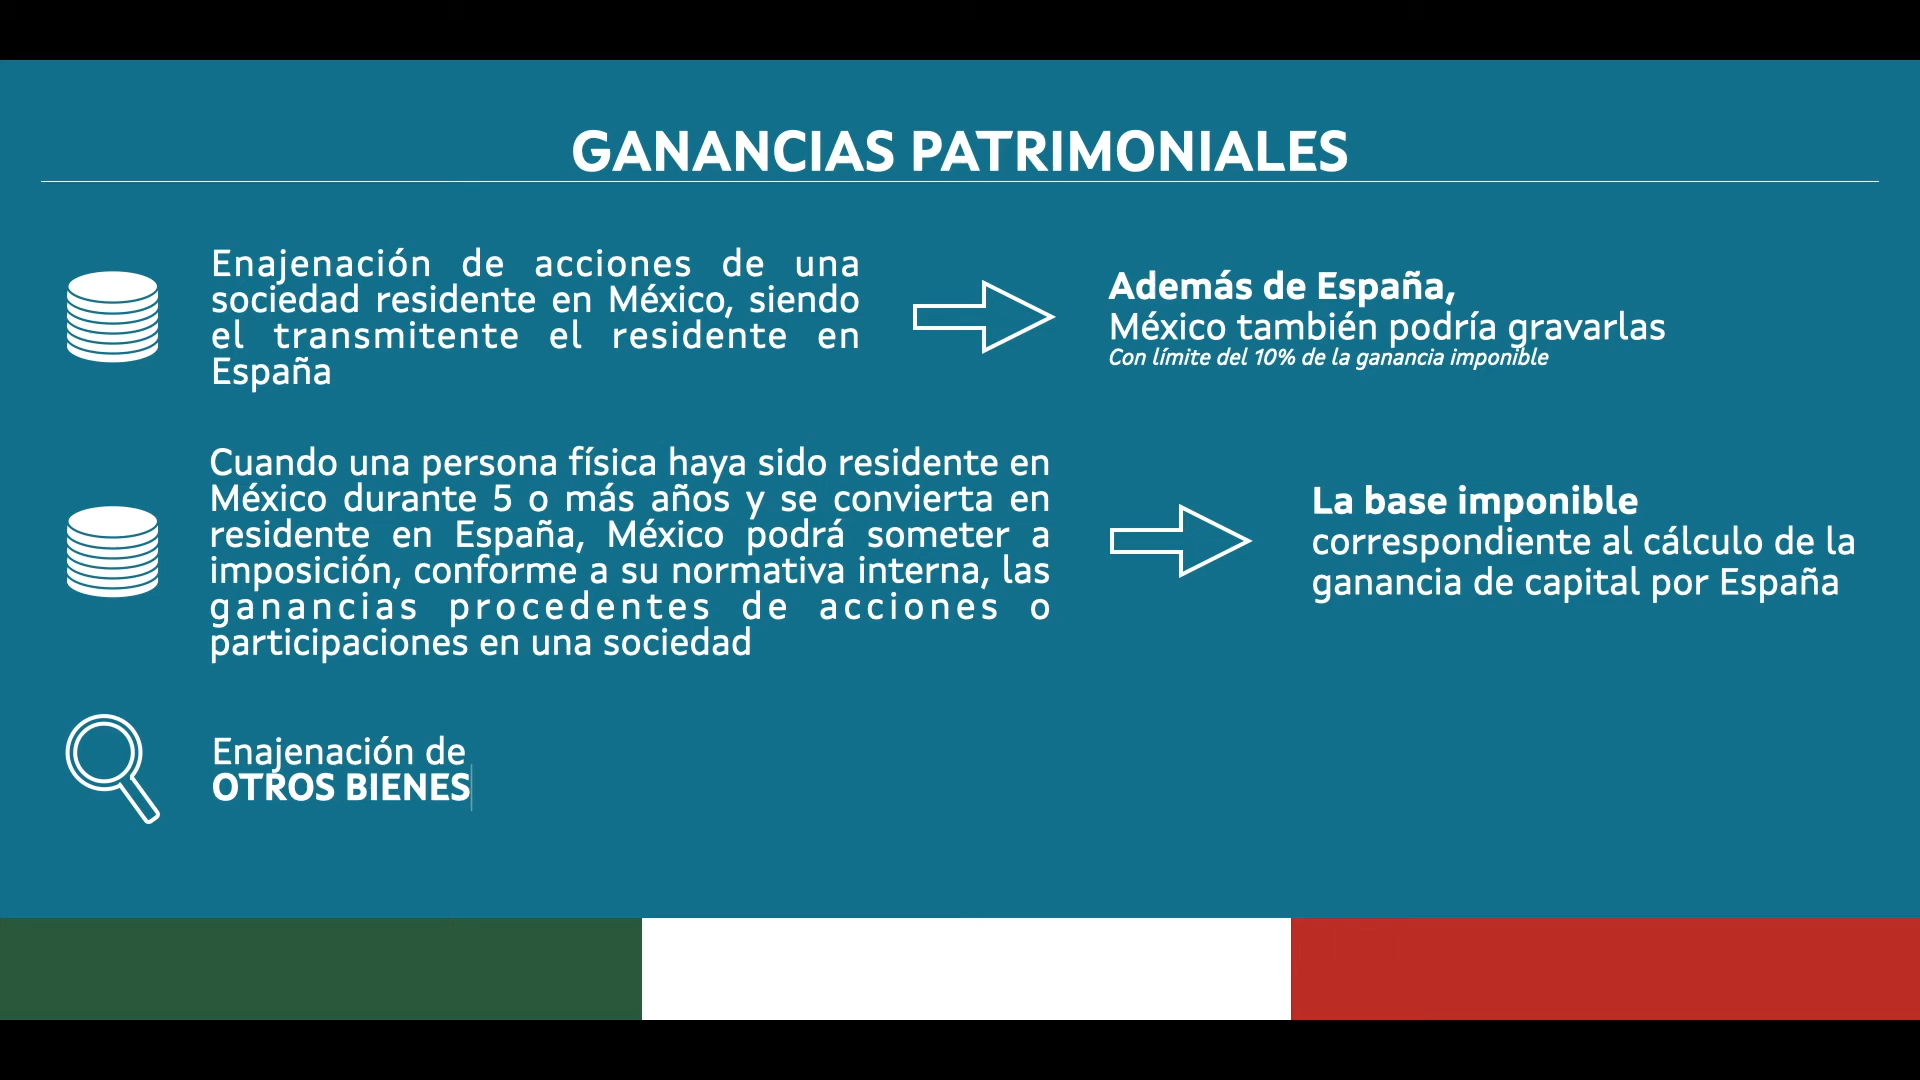 GANANCIAS PATRIMONIALES
Enajenación de acciones de una
sociedad residente en México, siendo
el transmitente el residente en
España
Además de España,
México también podría gravarlas
Con límite del 10% de la ganancia imponible
Cuando una persona física haya sido residente en
México durante 5 o más años y se convierta en
residente en España, México podrá someter a
imposición, conforme a su normativa interna, las
ganancias procedentes de acciones o
participaciones en una sociedad
La base imponible
correspondiente al cálculo de la
ganancia de capital por España
Enajenación de
OTROS BIENES